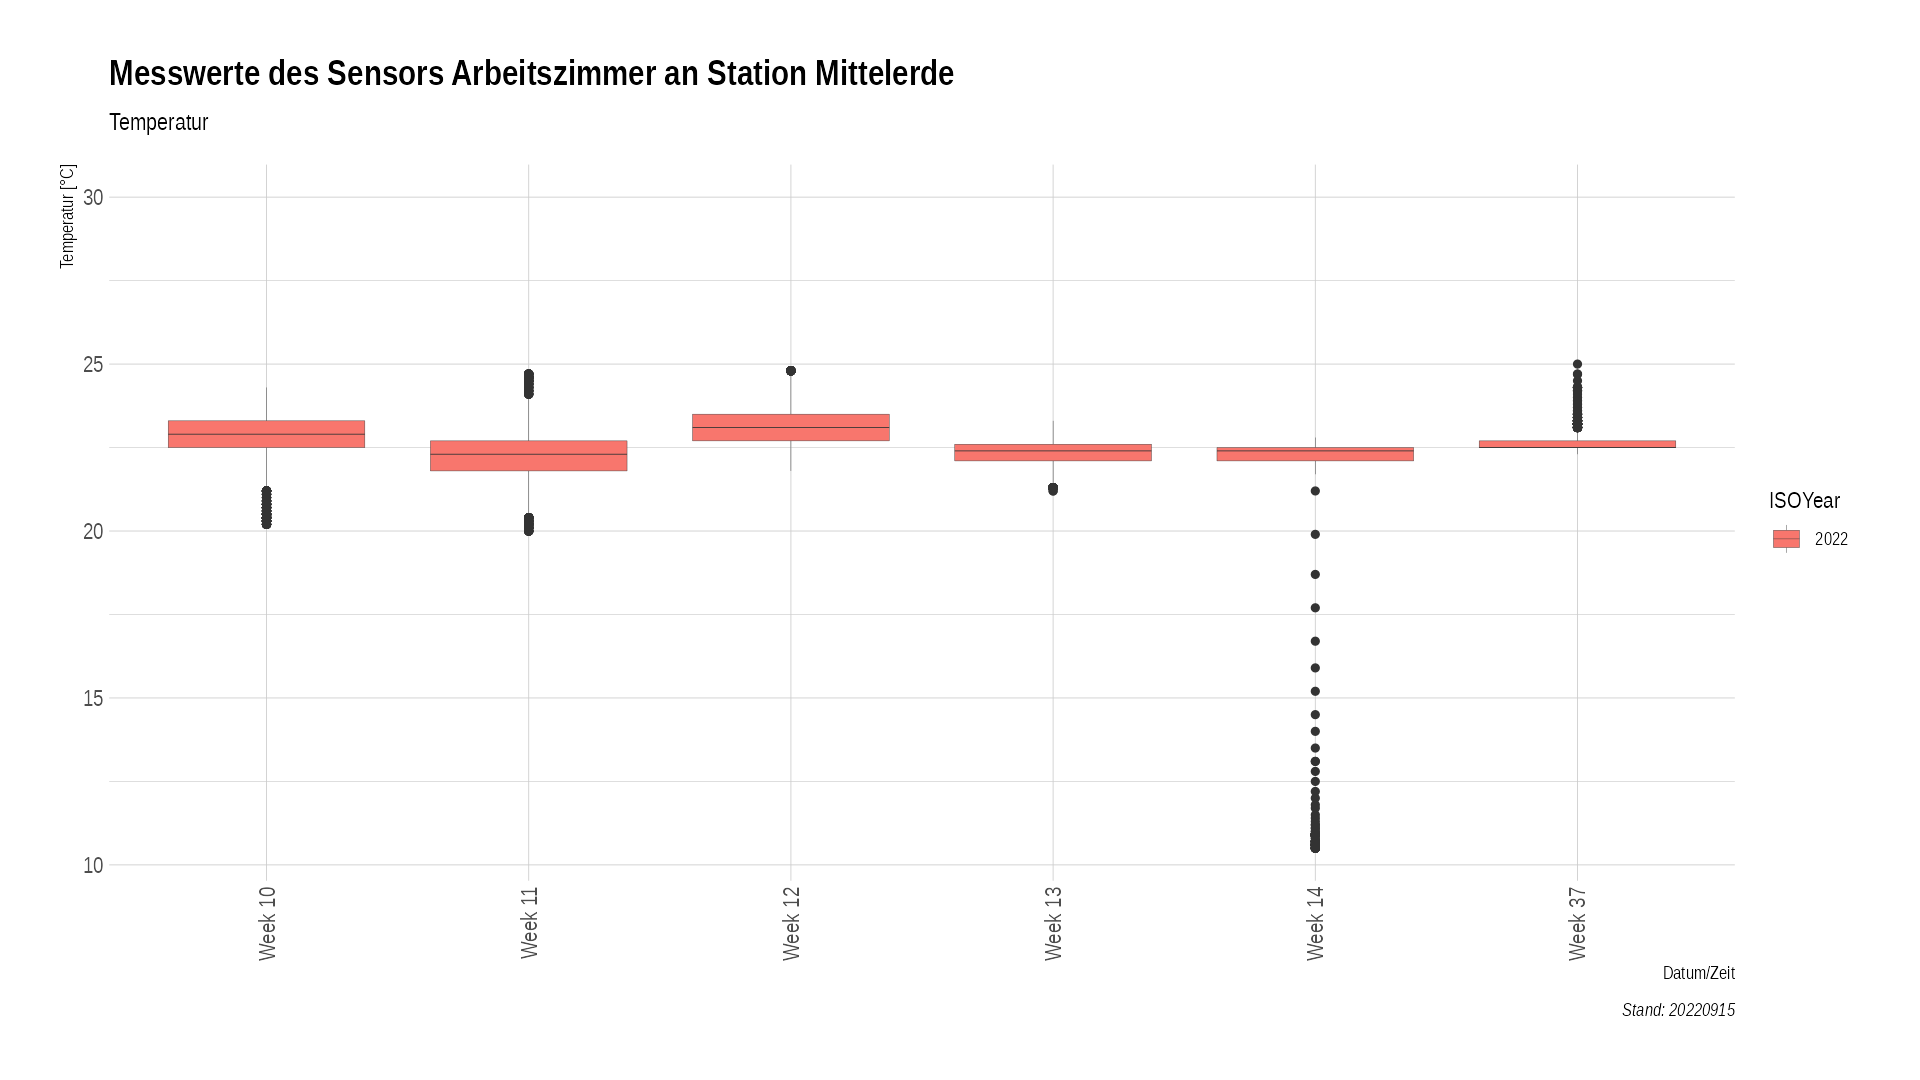 Messwerte des Sensors Arbeitszimmer an Station Mittelerde
Temperatur
Temperatur [°C]
30
25
20
15
10
Week 10
Week 11
Week 12
Week 13
Week 14
Week 37
Datum/Zeit
ISOYear
2022
Stand: 20220915